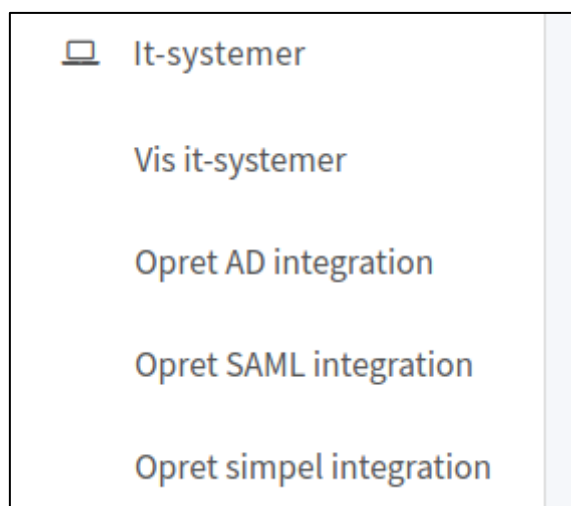 It-systemer
Vis it-systemer
Opret AD integration
Opret SAML integration
Opret simpel integration